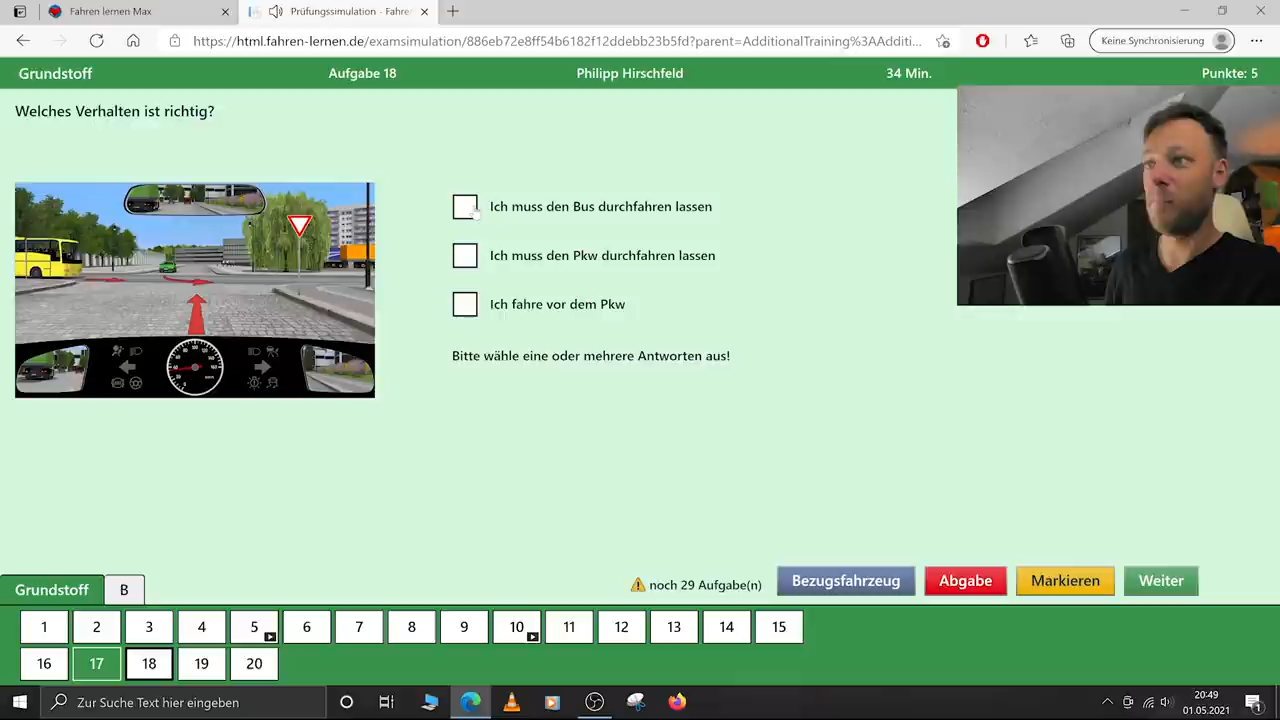 Fahren lernen Max
Prüfungssimulation - Fahre
https://html.fahren-lernen.de/examsimulation/886eb72e8ff54b6182f12ddebb23b5fd?parent=AdditionalTraining%3AAdditi...
Keine Synchronisierung
Grundstoff
Aufgabe 18
Philipp Hirschfeld
34 Min.
Punkte: 5
Welches Verhalten ist richtig?
Ich muss den Bus durchfahren lassen
Ich muss den Pkw durchfahren lassen
Ich fahre vor dem Pkw
Bitte wähle eine oder mehrere Antworten aus!
noch 29 Aufgabe(n)
Bezugsfahrzeug
Abgabe
Markieren
Weiter
Grundstoff
B
1 2 3 4 5 6 7 8 9 10 11 12 13 14 15
16 17 18 19 20
Zur Suche Text hier eingeben
20:49
01.05.2021